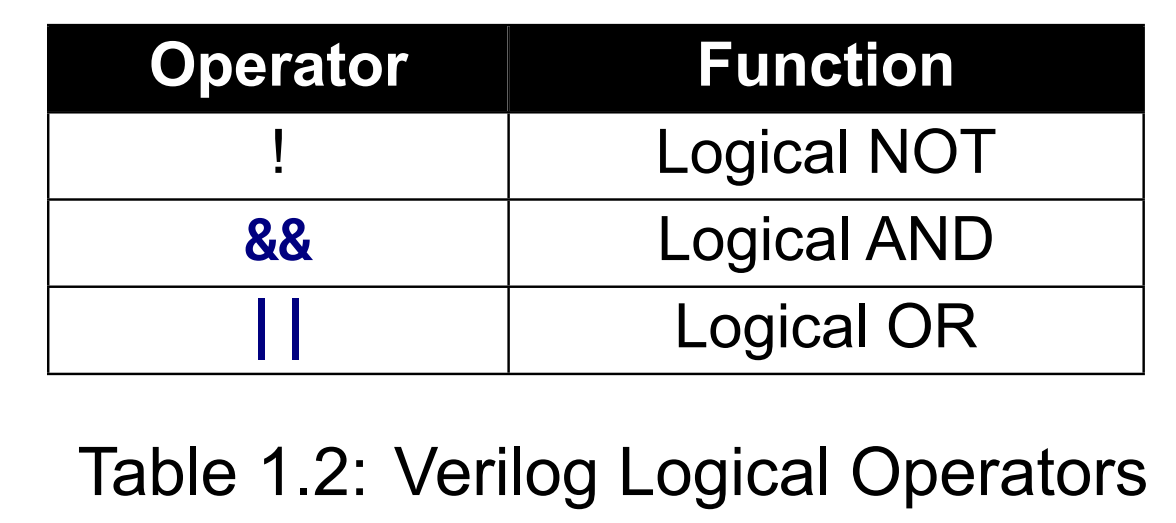 Operator Function
! Logical NOT
&& Logical AND
|| Logical OR
Table 1.2: Verilog Logical Operators